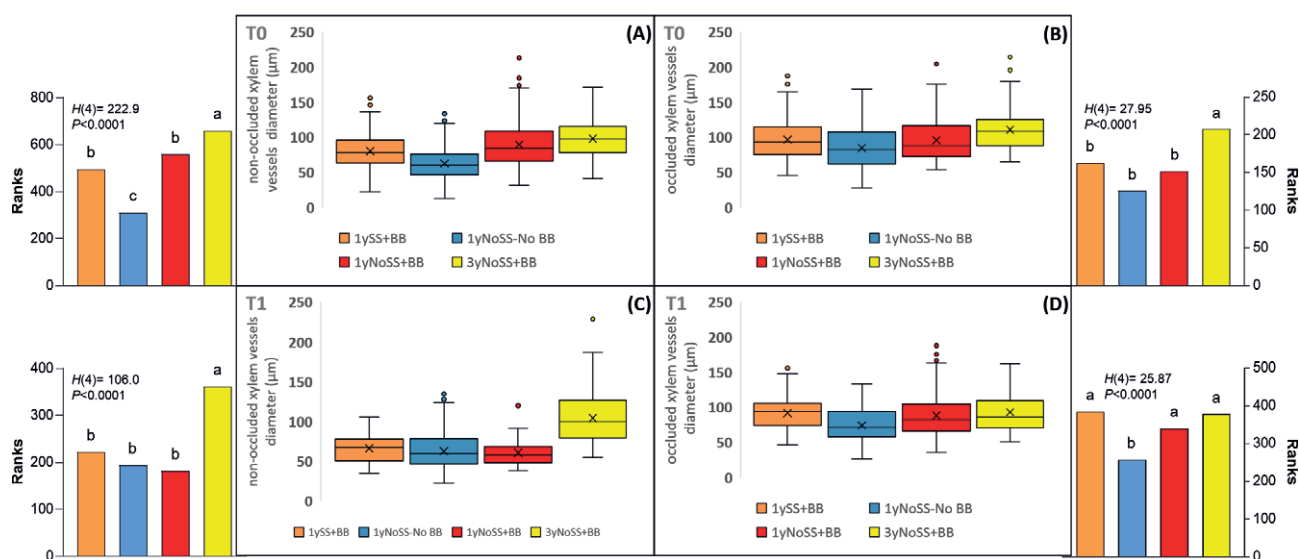 T0
(A)
non-occluded xylem
vessels diameter (μm)
250
200
150
100
50
0
1ySS+BB
1yNoSS-No BB
1yNoSS+BB
3yNoSS+BB
Ranks
800
600
400
200
0
H(4)= 222.9
P<0.0001
b
c
b
a
T0
(B)
occluded xylem vessels
diameter (μm)
250
200
150
100
50
0
1ySS+BB
1yNoSS-No BB
1yNoSS+BB
3yNoSS+BB
H(4)= 27.95
P<0.0001
b
b
b
a
250
200
150
100
50
0
Ranks
Ranks
400
300
200
100
0
H(4)= 106.0
P<0.0001
b
b
b
a
T1
(C)
non-occluded xylem vessels
diameter (μm)
250
200
150
100
50
0
1ySS+BB
1yNoSS-No BB
1yNoSS+BB
3yNoSS+BB
T1
(D)
occluded xylem vessels
diameter (μm)
250
200
150
100
50
0
1ySS+BB
1yNoSS-No BB
1yNoSS+BB
3yNoSS+BB
H(4)= 25.87
P<0.0001
a
b
a
a
500
400
300
200
100
0
Ranks